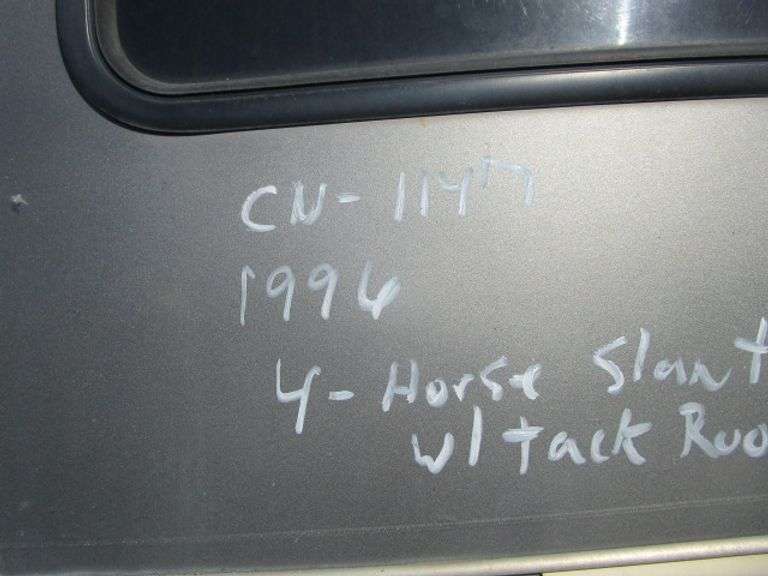 CN-1147
1996
4-Horse Slant
w/tack Roo